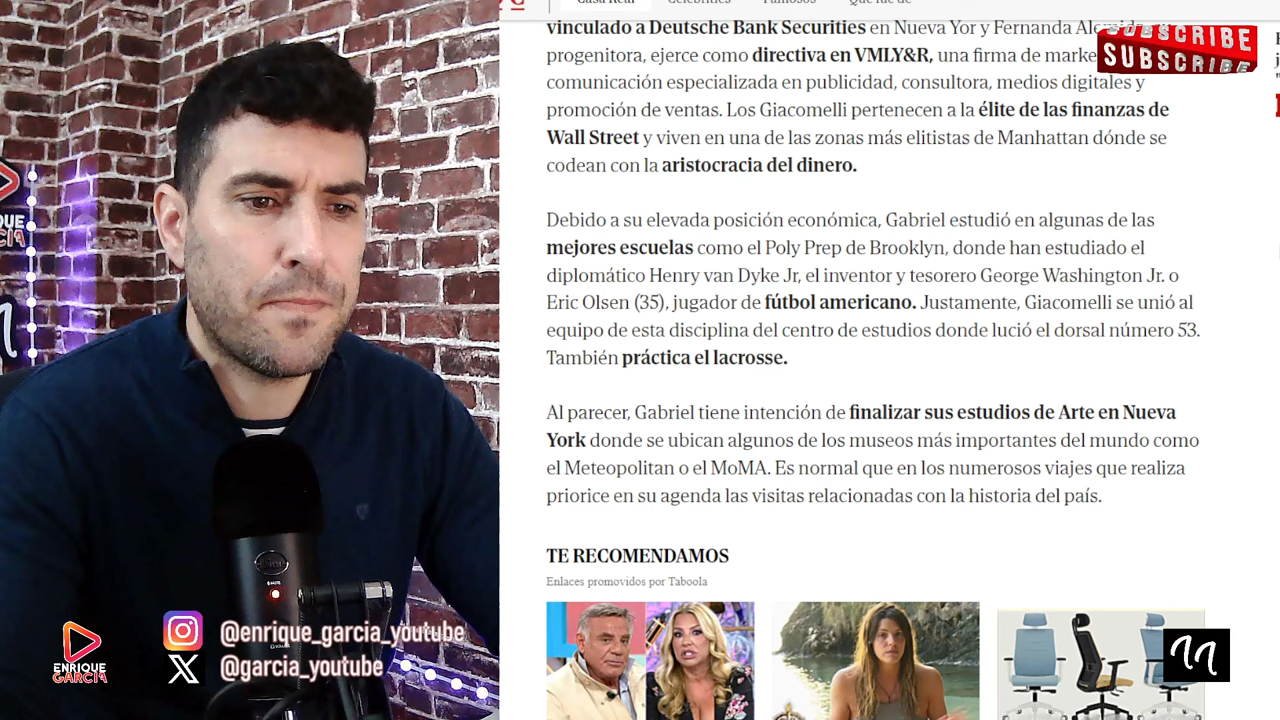 Casa Real Celebrities Famosos Qué fue de
vinculado a Deutsche Bank Securities en Nueva Yor y Fernanda
progenitora, ejerce como directiva en VMLY&R, una firma de
comunicación especializada en publicidad, consultora, medios digitales y
promoción de ventas. Los Giacomelli pertenecen a la élite de las finanzas de
Wall Street y viven en una de las zonas más elitistas de Manhattan dónde se
codean con la aristocracia del dinero.
Debido a su elevada posición económica, Gabriel estudió en algunas de las
mejores escuelas como el Poly Prep de Brooklyn, donde han estudiado el
diplomático Henry van Dyke Jr, el inventor y tesorero George Washington Jr. o
Eric Olsen (35), jugador de fútbol americano. Justamente, Giacomelli se unió al
equipo de esta disciplina del centro de estudios donde lució el dorsal número 53.
También práctica el lacrosse.
Al parecer, Gabriel tiene intención de finalizar sus estudios de Arte en Nueva
York donde se ubican algunos de los museos más importantes del mundo como
el Meteopolitan o el MoMA. Es normal que en los numerosos viajes que realiza
priorice en su agenda las visitas relacionadas con la historia del país.
TE RECOMENDAMOS
Enlaces promovidos por Taboola
SUBSCRIBE
SUBSCRIBE
@enrique_garcia_youtube
@garcia_youtube
ENRIQUE
GARCIA